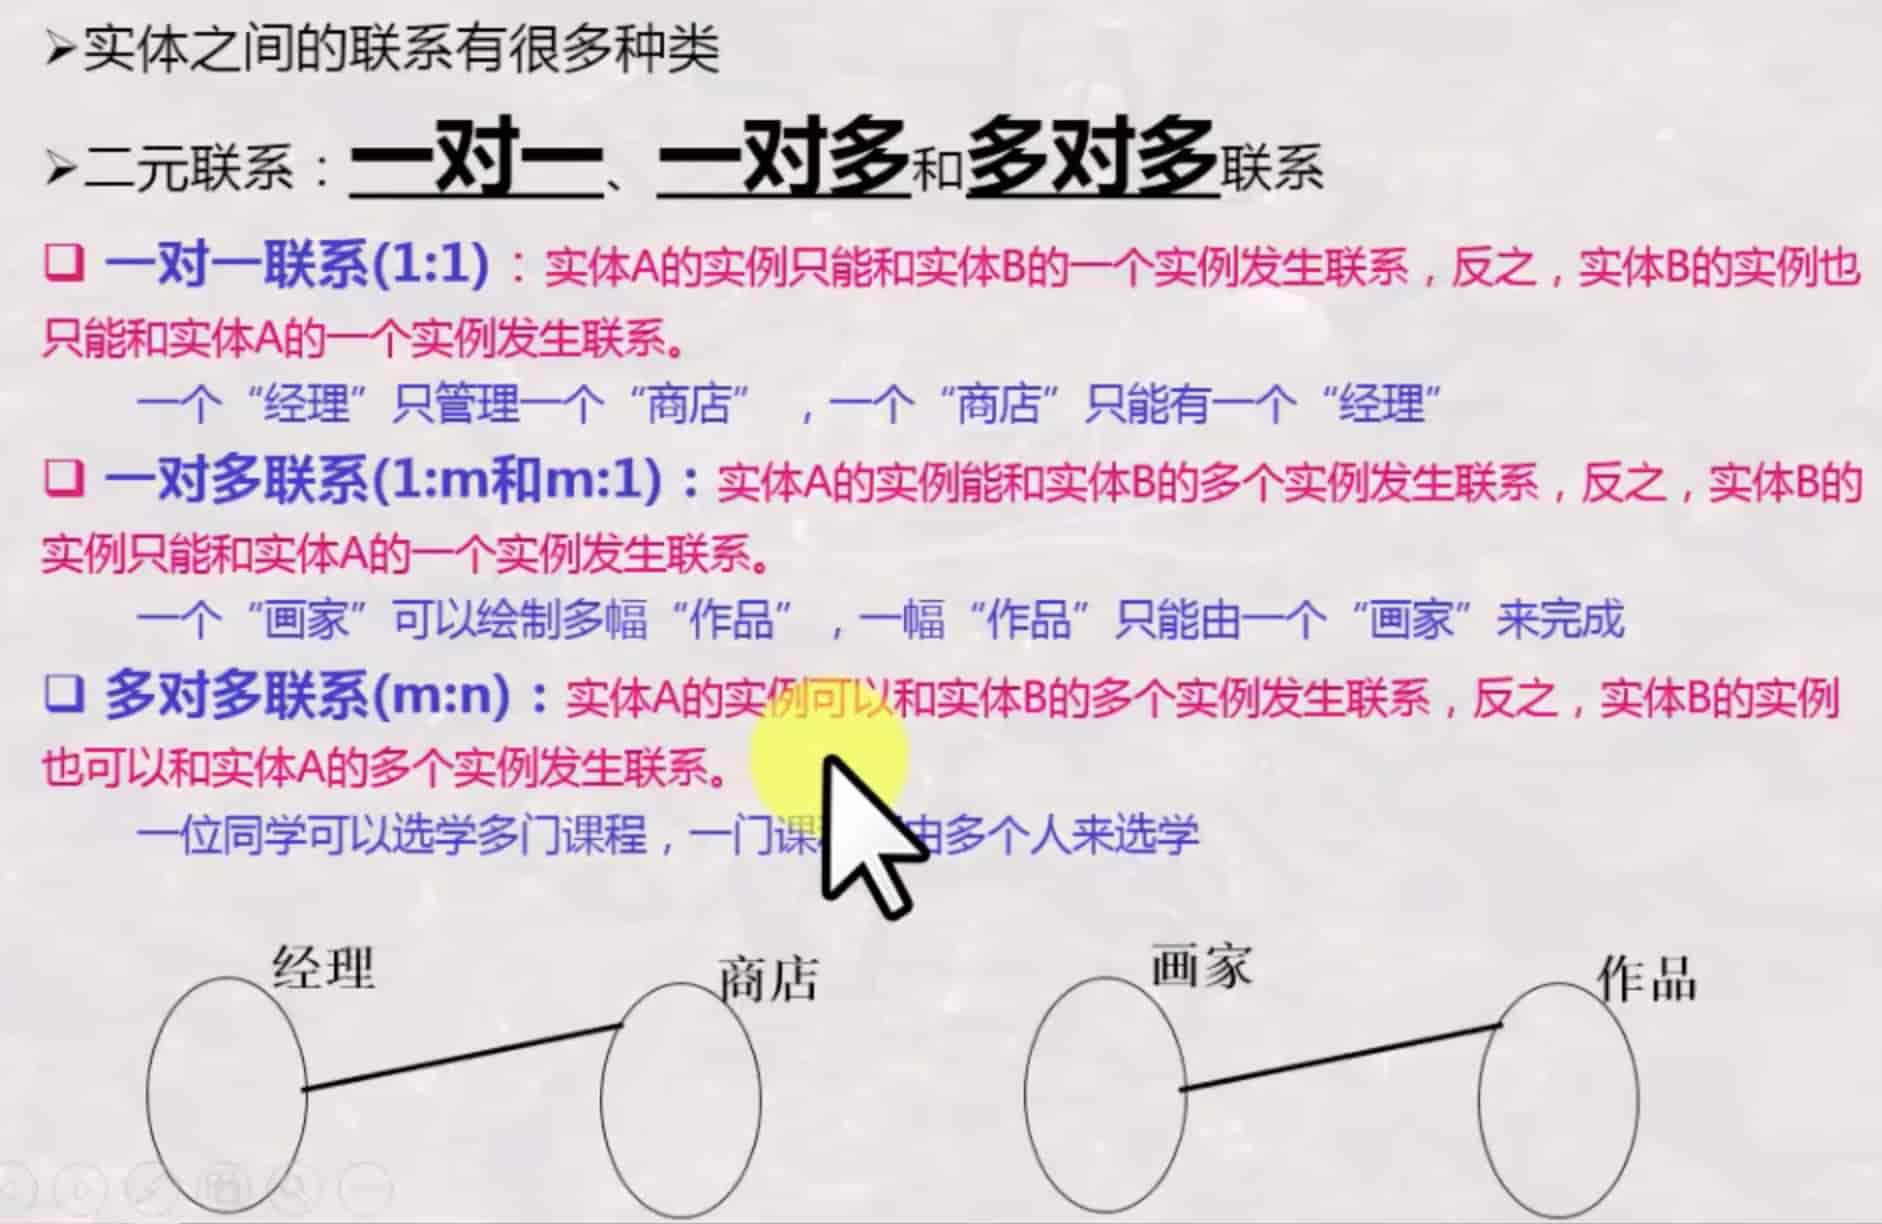 ➢实体之间的联系有很多种类
➢二元联系：一对一、一对多和多对多联系
❑ 一对一联系(1:1)：实体A的实例只能和实体B的一个实例发生联系，反之，实体B的实例也
只能和实体A的一个实例发生联系。
一个“经理”只管理一个“商店”，一个“商店”只能有一个“经理”
❑ 一对多联系(1:m和m:1)：实体A的实例能和实体B的多个实例发生联系，反之，实体B的
实例只能和实体A的一个实例发生联系。
一个“画家”可以绘制多幅“作品”，一幅“作品”只能由一个“画家”来完成
❑ 多对多联系(m:n)：实体A的实例可以和实体B的多个实例发生联系，反之，实体B的实例
也可以和实体A的多个实例发生联系。
一位同学可以选学多门课程，一门课由多个人来选学
经理 商店 画家 作品